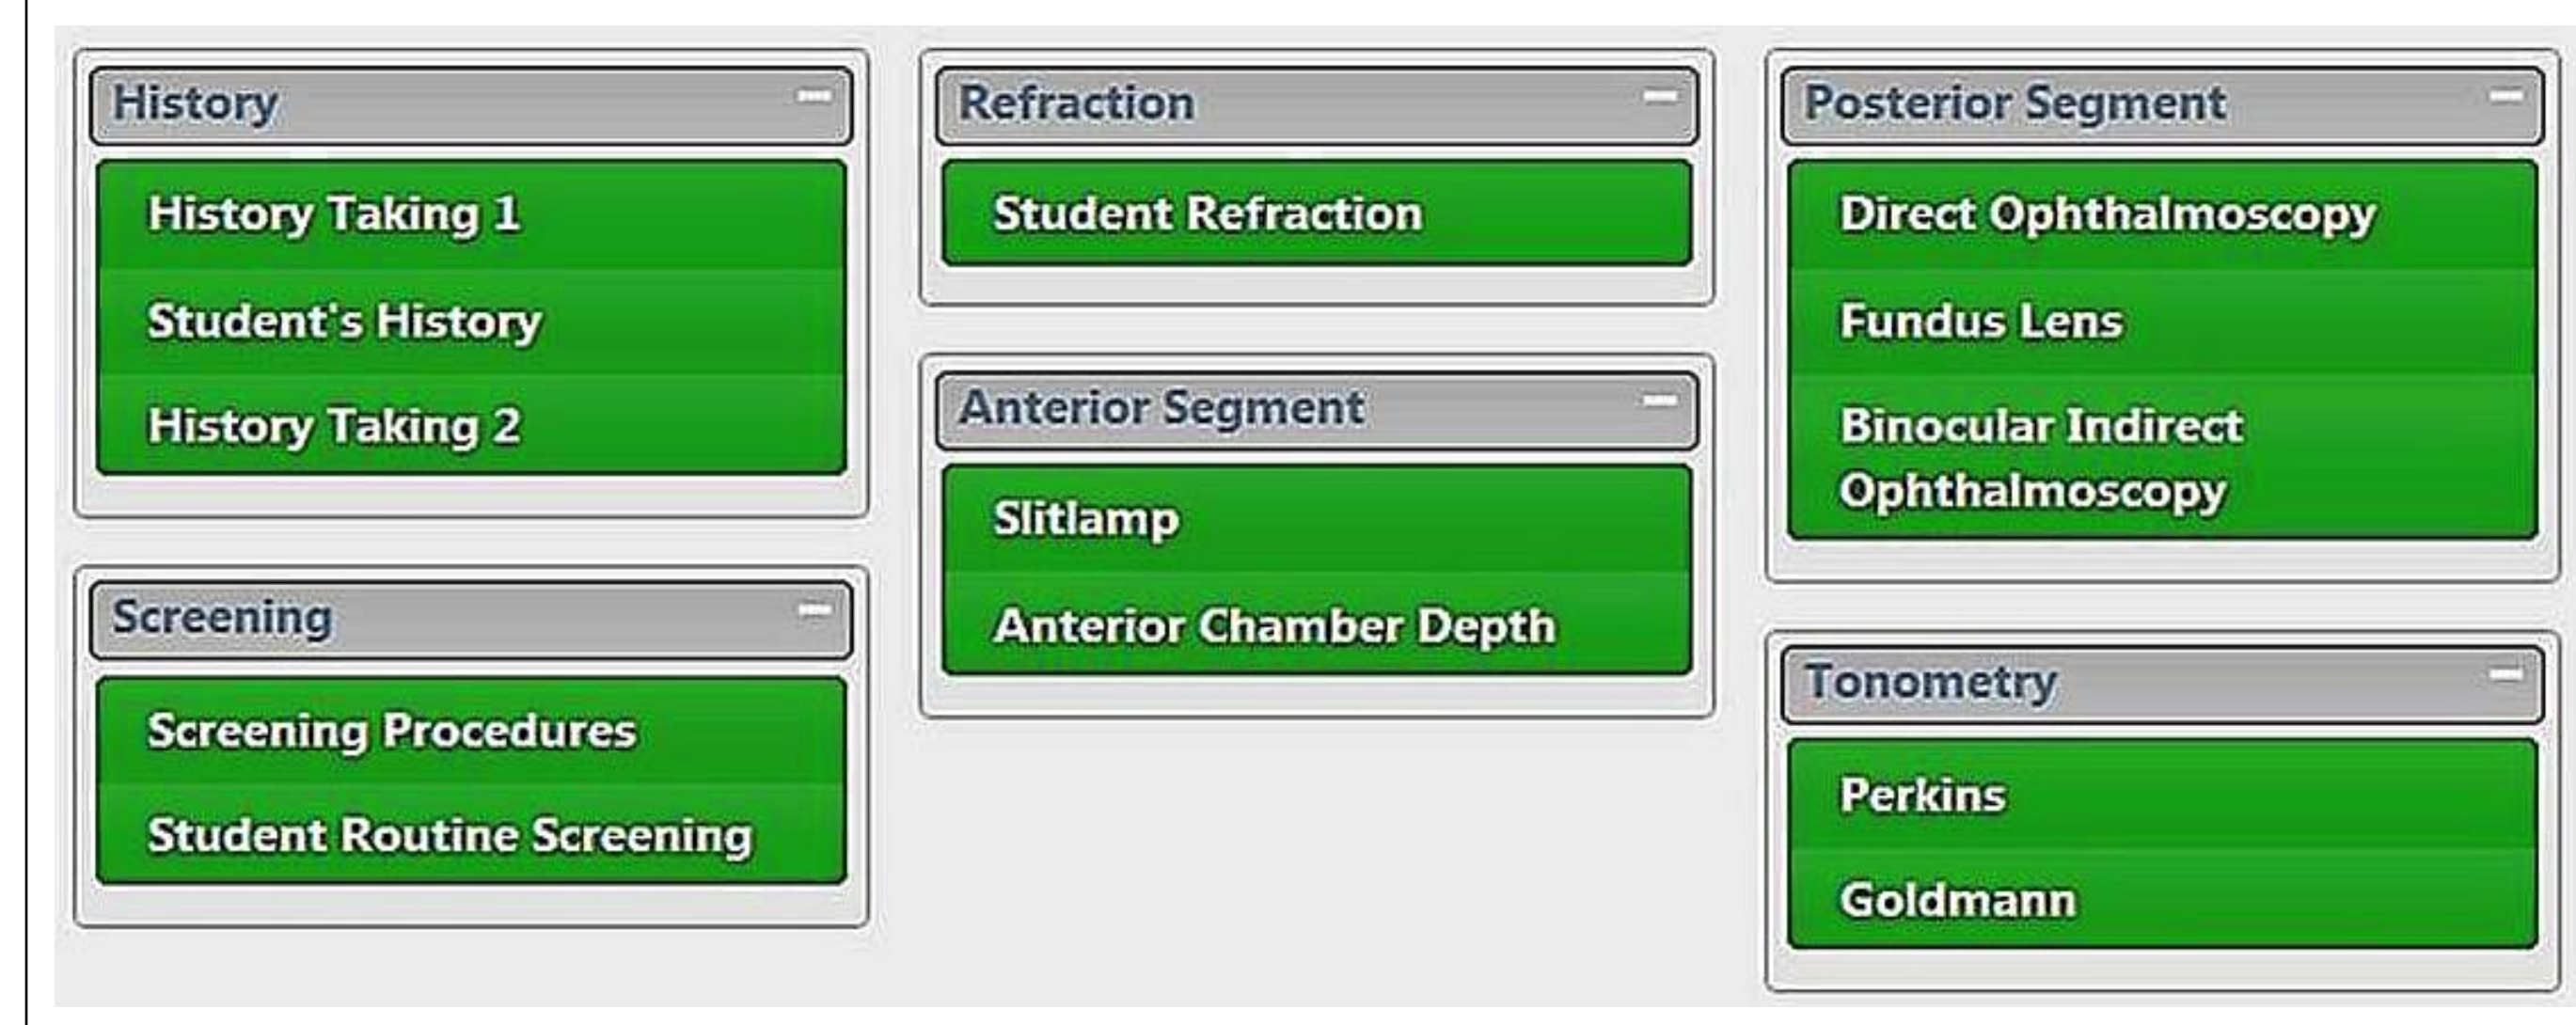 History
History Taking 1
Student's History
History Taking 2
Screening
Screening Procedures
Student Routine Screening
Refraction
Student Refraction
Anterior Segment
Slitlamp
Anterior Chamber Depth
Posterior Segment
Direct Ophthalmoscopy
Fundus Lens
Binocular Indirect
Ophthalmoscopy
Tonometry
Perkins
Goldmann